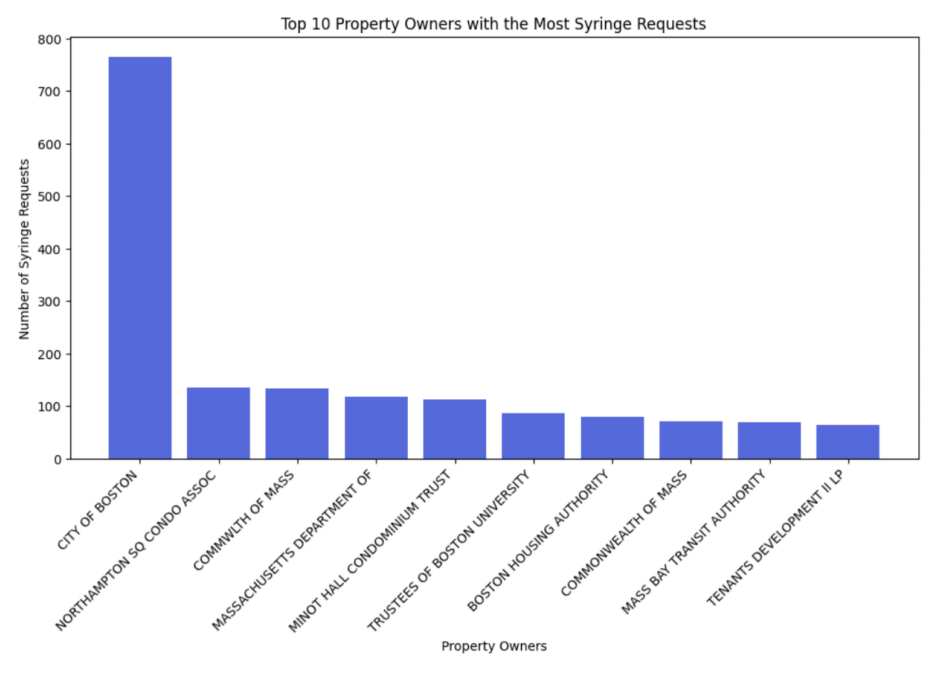 Top 10 Property Owners with the Most Syringe Requests
800
700
600
500
400
300
200
100
0
Number of Syringe Requests
CITY OF BOSTON
NORTHAMPTON SQ CONDO ASSOC
COMMWLTH OF MASS
MASSACHUSETTS DEPARTMENT OF
MINOT HALL CONDOMINIUM TRUST
TRUSTEES OF BOSTON UNIVERSITY
BOSTON HOUSING AUTHORITY
COMMONWEALTH OF MASS
MASS BAY TRANSIT AUTHORITY
TENANTS DEVELOPMENT II LP
Property Owners